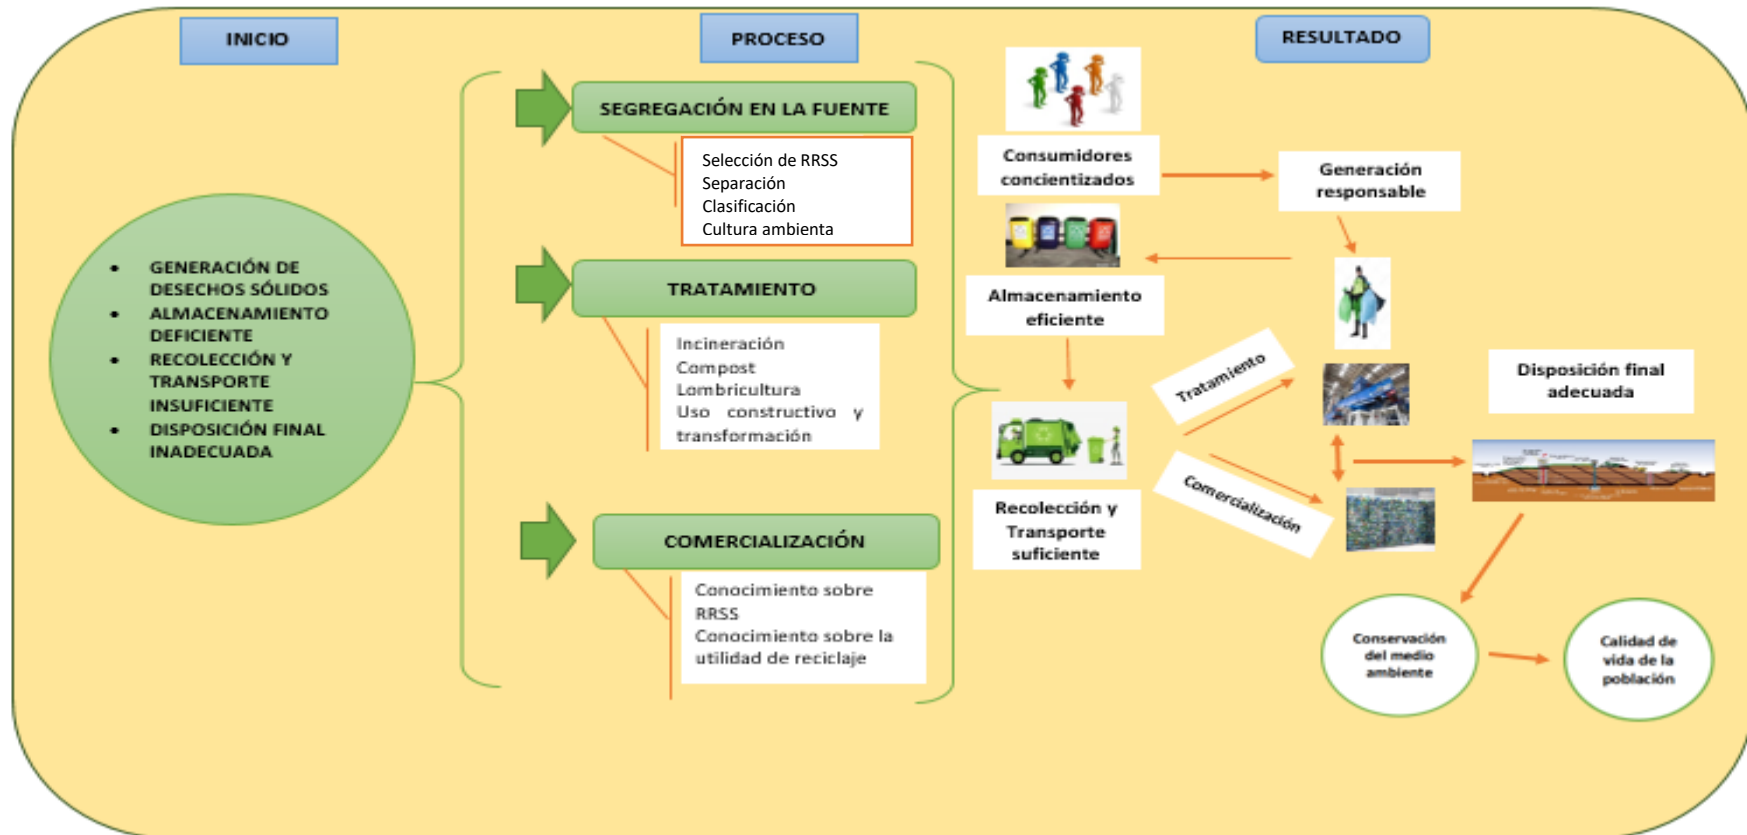 INICIO
PROCESO
RESULTADO
GENERACIÓN DE
DESECHOS SÓLIDOS
ALMACENAMIENTO
DEFICIENTE
RECOLECCIÓN Y
TRANSPORTE
INSUFICIENTE
DISPOSICIÓN FINAL
INADECUADA
SEGREGACIÓN EN LA FUENTE
Selección de RRSS
Separación
Clasificación
Cultura ambienta
TRATAMIENTO
Incineración
Compost
Lombricultura
Uso constructivo y
transformación
COMERCIALIZACIÓN
Conocimiento sobre
RRSS
Conocimiento sobre la
utilidad de reciclaje
Consumidores
concientizados
Generación
responsable
Almacenamiento
eficiente
Recolección y
Transporte
suficiente
Tratamiento
Comercialización
Disposición final
adecuada
Conservación
del medio
ambiente
Calidad de
vida de la
población